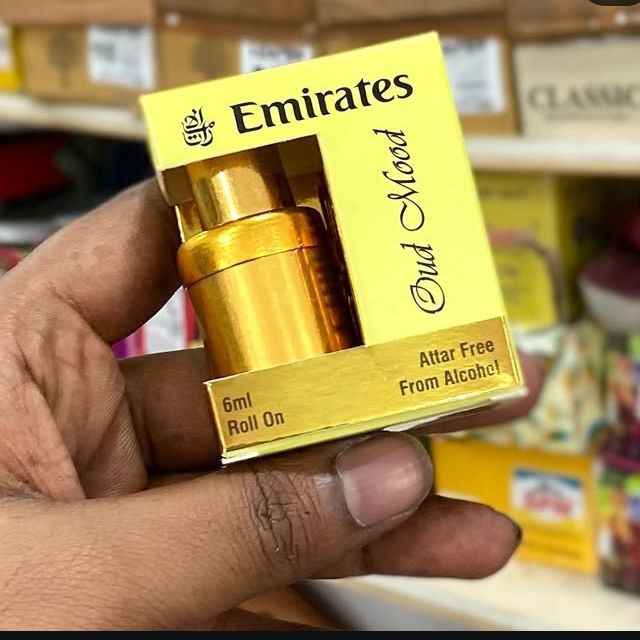 Emirates
Oud Mood
Attar Free
From Alcohol
6ml
Roll On
CLASSIC